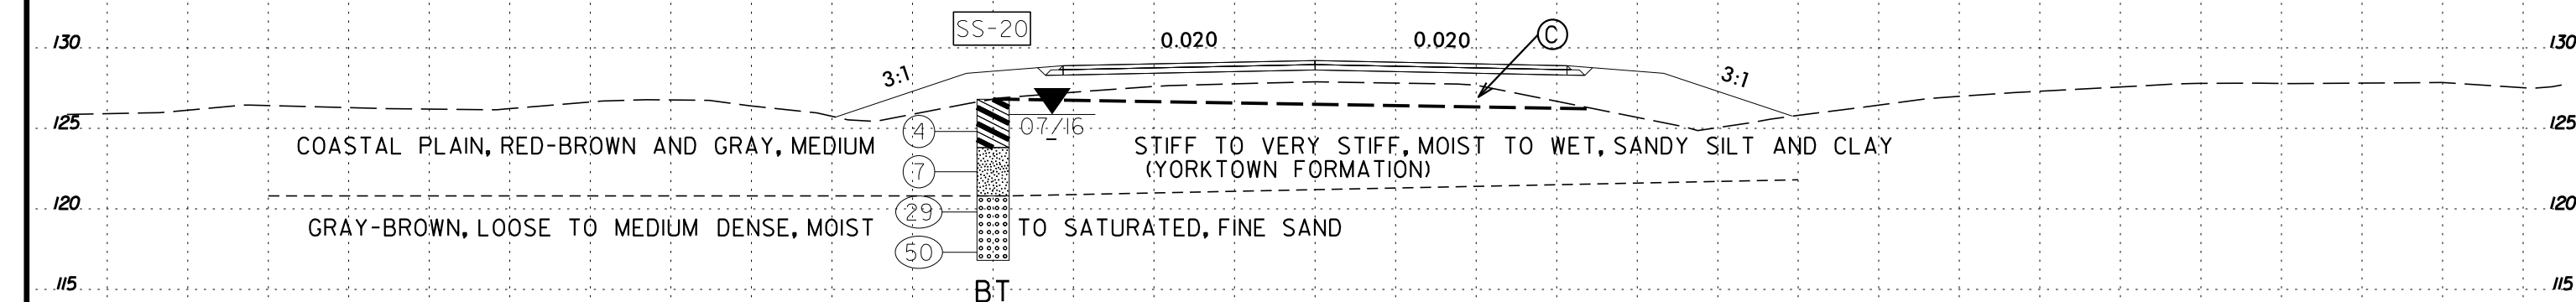 SS-20
130 0.020 0.020 C 130
3:1 3:1
125 4 07/16 125
COASTAL PLAIN, RED-BROWN AND GRAY, MEDIUM STIFF TO VERY STIFF, MOIST TO WET, SANDY SILT AND CLAY
7 (YORKTOWN FORMATION)
120 29 120
GRAY-BROWN, LOOSE TO MEDIUM DENSE, MOIST TO SATURATED, FINE SAND
50
115 BT 115